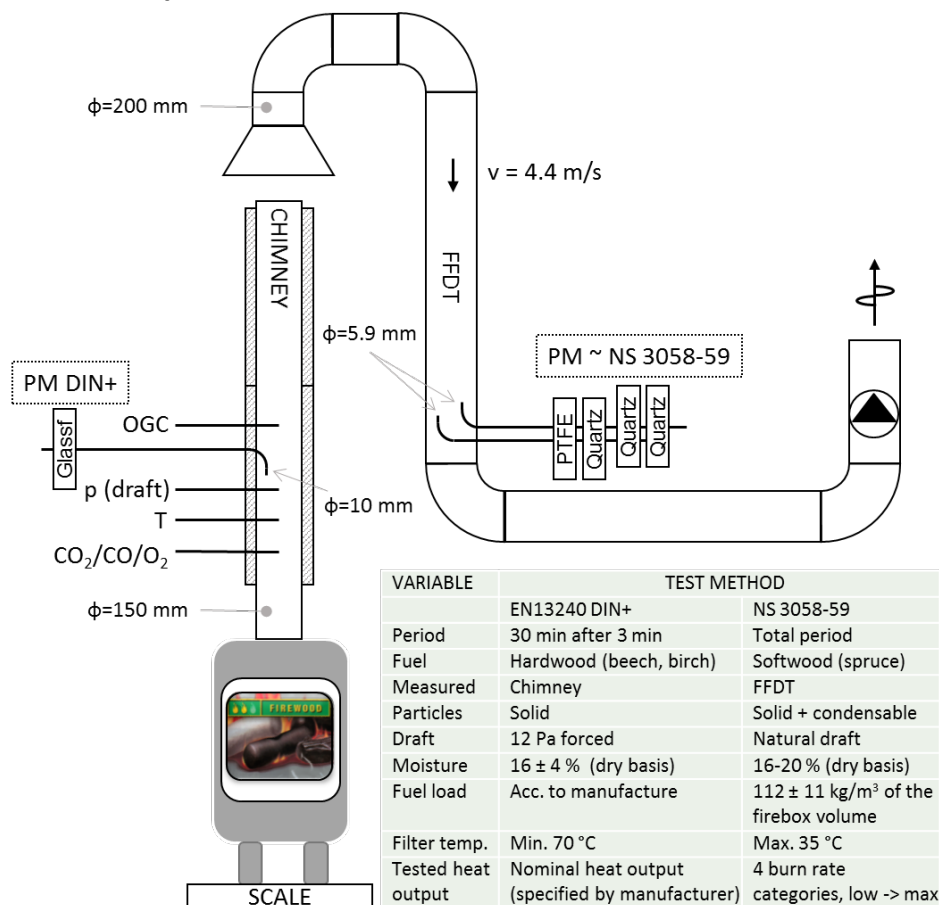 ϕ=200 mm
v = 4.4 m/s
CHIMNEY
FFDT
ϕ=5.9 mm
PM ~ NS 3058-59
PM DIN+
Glassf
OGC
PTFE
Quartz
Quartz
Quartz
p (draft)
ϕ=10 mm
T
CO₂/CO/O₂
ϕ=150 mm
FIREWOOD
SCALE
VARIABLE TEST METHOD
EN13240 DIN+ NS 3058-59
Period 30 min after 3 min Total period
Fuel Hardwood (beech, birch) Softwood (spruce)
Measured Chimney FFDT
Particles Solid Solid + condensable
Draft 12 Pa forced Natural draft
Moisture 16 ± 4 % (dry basis) 16-20 % (dry basis)
Fuel load Acc. to manufacture 112 ± 11 kg/m³ of the
firebox volume
Filter temp. Min. 70 °C Max. 35 °C
Tested heat Nominal heat output 4 burn rate
output (specified by manufacturer) categories, low -> max